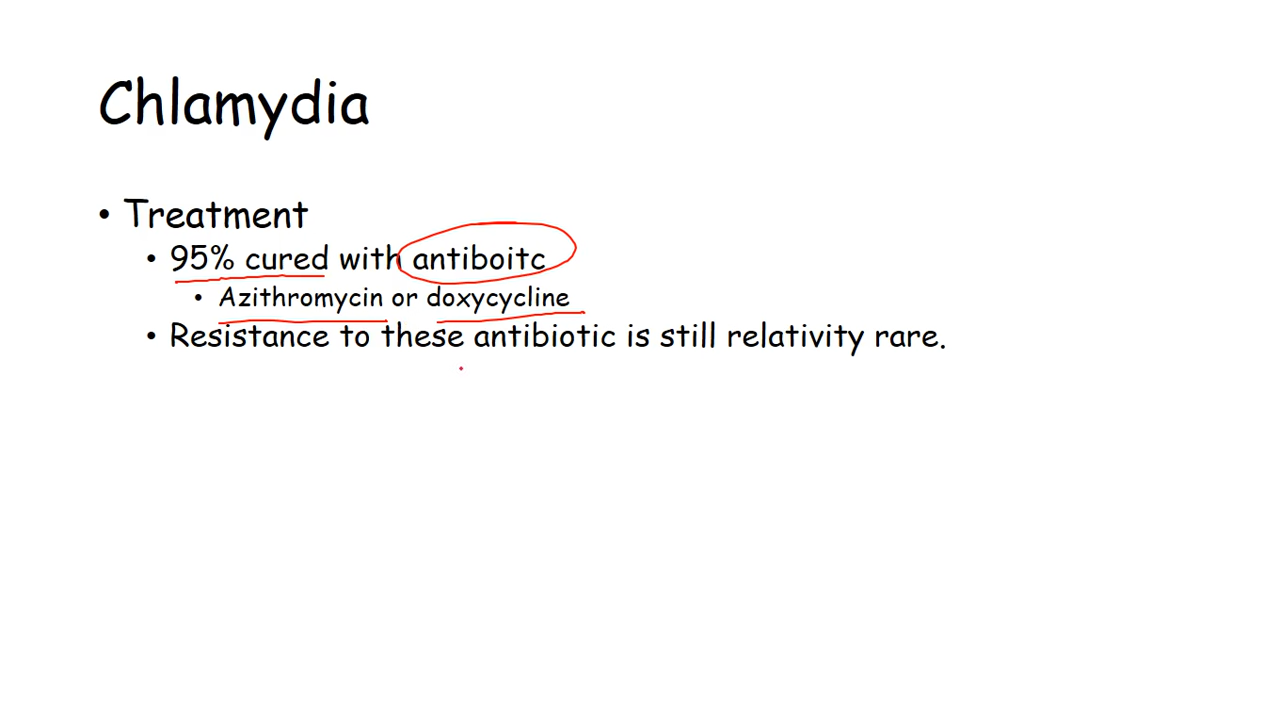 Chlamydia
• Treatment
• 95% cured with antiboitc
• Azithromycin or doxycycline
• Resistance to these antibiotic is still relativity rare.